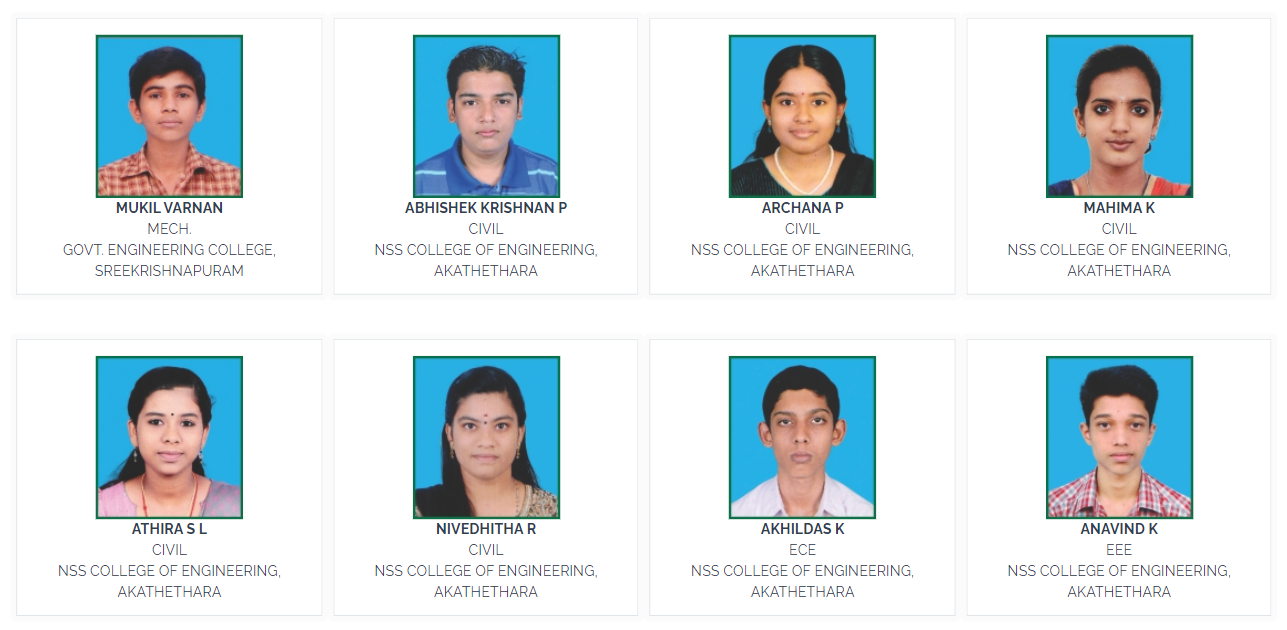 MUKIL VARNAN
MECH.
GOVT. ENGINEERING COLLEGE,
SREEKRISHNAPURAM
ABHISHEK KRISHNAN P
CIVIL
NSS COLLEGE OF ENGINEERING,
AKATHETHARA
ARCHANA P
CIVIL
NSS COLLEGE OF ENGINEERING,
AKATHETHARA
MAHIMA K
CIVIL
NSS COLLEGE OF ENGINEERING,
AKATHETHARA
ATHIRA S L
CIVIL
NSS COLLEGE OF ENGINEERING,
AKATHETHARA
NIVEDHITHA R
CIVIL
NSS COLLEGE OF ENGINEERING,
AKATHETHARA
AKHILDAS K
ECE
NSS COLLEGE OF ENGINEERING,
AKATHETHARA
ANAVIND K
EEE
NSS COLLEGE OF ENGINEERING,
AKATHETHARA